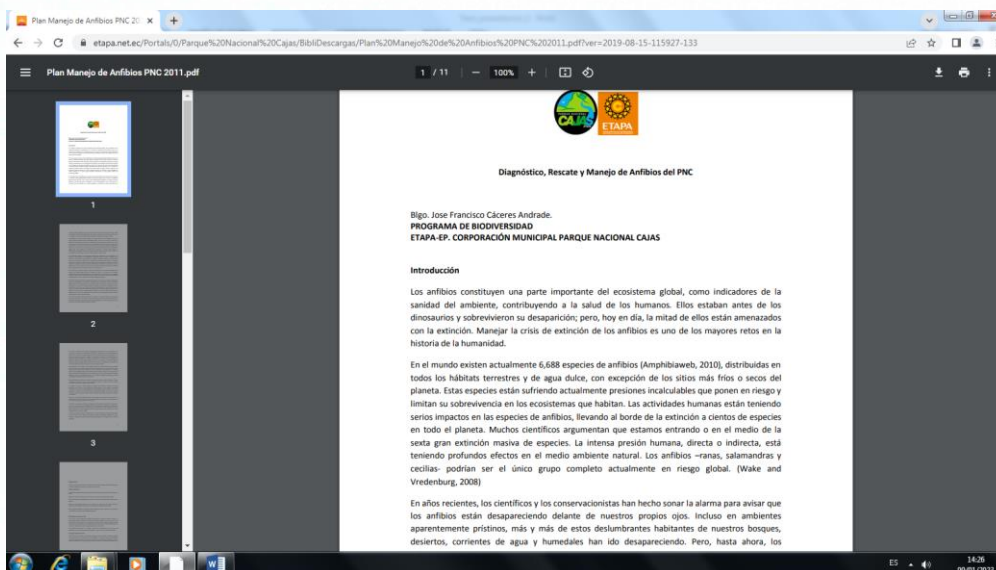 Plan Manejo de Anfibios PNC 20
etapa.net.ec/Portals/0/Parque%20Nacional%20Cajas/BibliDescargas/Plan%20Manejo%20de%20Anfibios%20PNC%202011.pdf?ver=2019-08-15-115927-133
Plan Manejo de Anfibios PNC 2011.pdf
1 / 11
100%
CAJAS
ETAPA
Diagnóstico, Rescate y Manejo de Anfibios del PNC
Blgo. Jose Francisco Cáceres Andrade.
PROGRAMA DE BIODIVERSIDAD
ETAPA-EP. CORPORACIÓN MUNICIPAL PARQUE NACIONAL CAJAS
Introducción
Los anfibios constituyen una parte importante del ecosistema global, como indicadores de la
sanidad del ambiente, contribuyendo a la salud de los humanos. Ellos estaban antes de los
dinosaurios y sobrevivieron su desaparición; pero, hoy en día, la mitad de ellos están amenazados
con la extinción. Manejar la crisis de extinción de los anfibios es uno de los mayores retos en la
historia de la humanidad.
En el mundo existen actualmente 6,688 especies de anfibios (Amphibiaweb, 2010), distribuidas en
todos los hábitats terrestres y de agua dulce, con excepción de los sitios más fríos o secos del
planeta. Estas especies están sufriendo actualmente presiones incalculables que ponen en riesgo y
limitan su sobrevivencia en los ecosistemas que habitan. Las actividades humanas están teniendo
serios impactos en las especies de anfibios, llevando al borde de la extinción a cientos de especies
en todo el planeta. Muchos científicos argumentan que estamos entrando o en el medio de la
sexta gran extinción masiva de especies. La intensa presión humana, directa o indirecta, está
teniendo profundos efectos en el medio ambiente natural. Los anfibios –ranas, salamandras y
cecilias- podrían ser el único grupo completo actualmente en riesgo global. (Wake and
Vredenburg, 2008)
En años recientes, los científicos y los conservacionistas han hecho sonar la alarma para avisar que
los anfibios están desapareciendo delante de nuestros propios ojos. Incluso en ambientes
aparentemente prístinos, más y más de estos deslumbrantes habitantes de nuestros bosques,
desiertos, corrientes de agua y humedales han ido desapareciendo. Pero, hasta ahora, los
1
2
3
ES
14:26